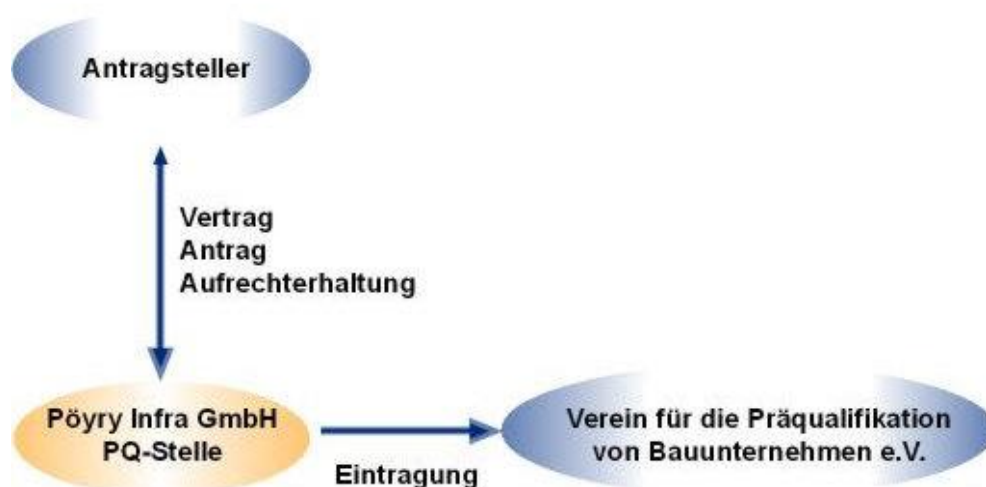 Antragsteller
Vertrag
Antrag
Aufrechterhaltung
Pöyry Infra GmbH
PQ-Stelle
Eintragung
Verein für die Präqualifikation
von Bauunternehmen e.V.